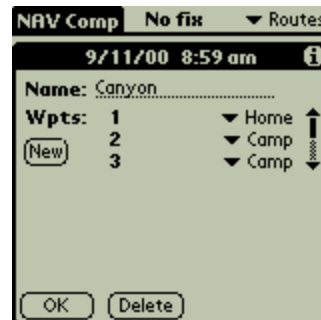 NAV Comp No fix Routes
9/11/00 8:59 am i
Name: Canyon
Wpts: 1 Home
New 2 Camp
3 Camp
OK Delete